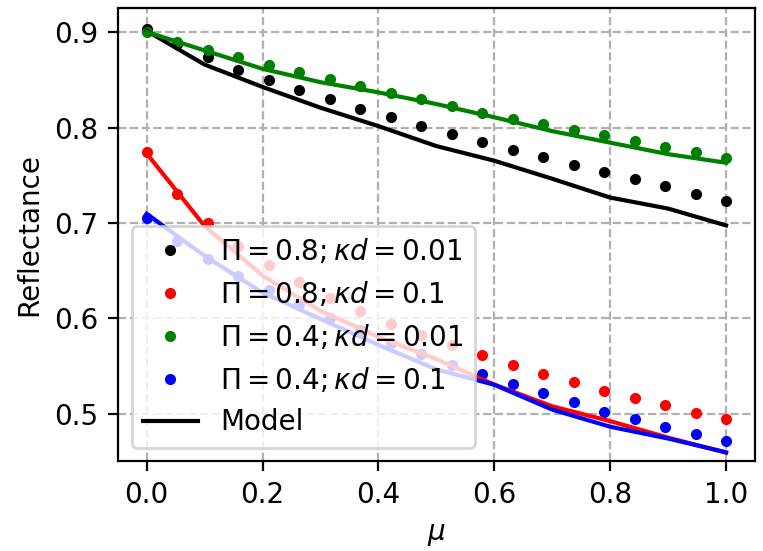 0.9
0.8
0.7
0.6
0.5
Reflectance
Π = 0.8; κd = 0.01
Π = 0.8; κd = 0.1
Π = 0.4; κd = 0.01
Π = 0.4; κd = 0.1
Model
0.0 0.2 0.4 0.6 0.8 1.0
μ